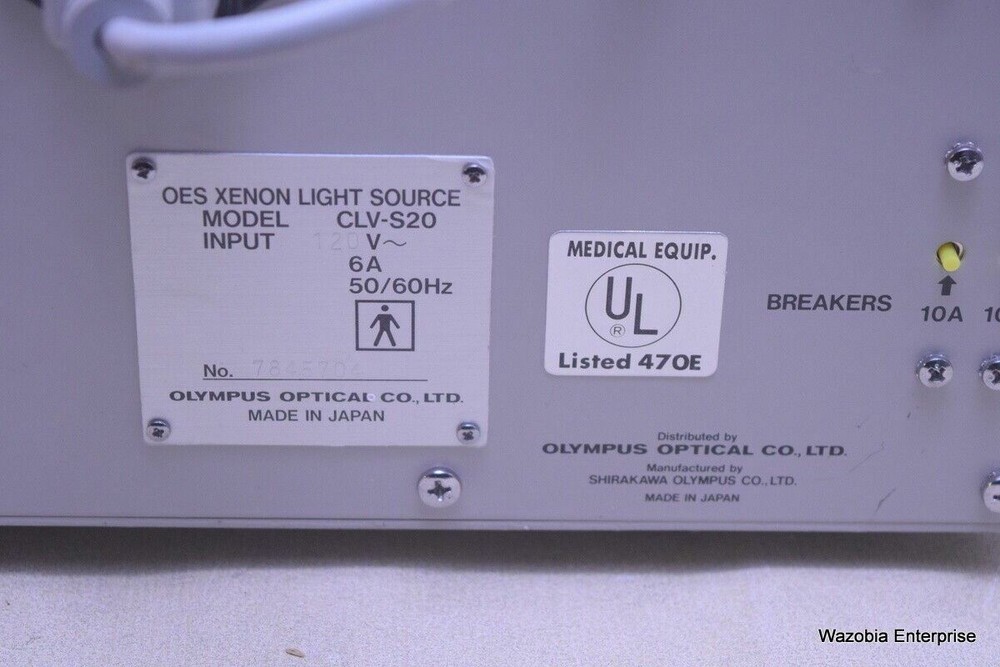 OES XENON LIGHT SOURCE
MODEL CLV-S20
INPUT 120 V~
6A
50/60Hz
No.
OLYMPUS OPTICAL CO., LTD.
MADE IN JAPAN
MEDICAL EQUIP.
UL
®
Listed 470E
BREAKERS
10A
Distributed by
OLYMPUS OPTICAL CO., LTD.
Manufactured by
SHIRAKAWA OLYMPUS CO., LTD.
MADE IN JAPAN
Wazobia Enterprise